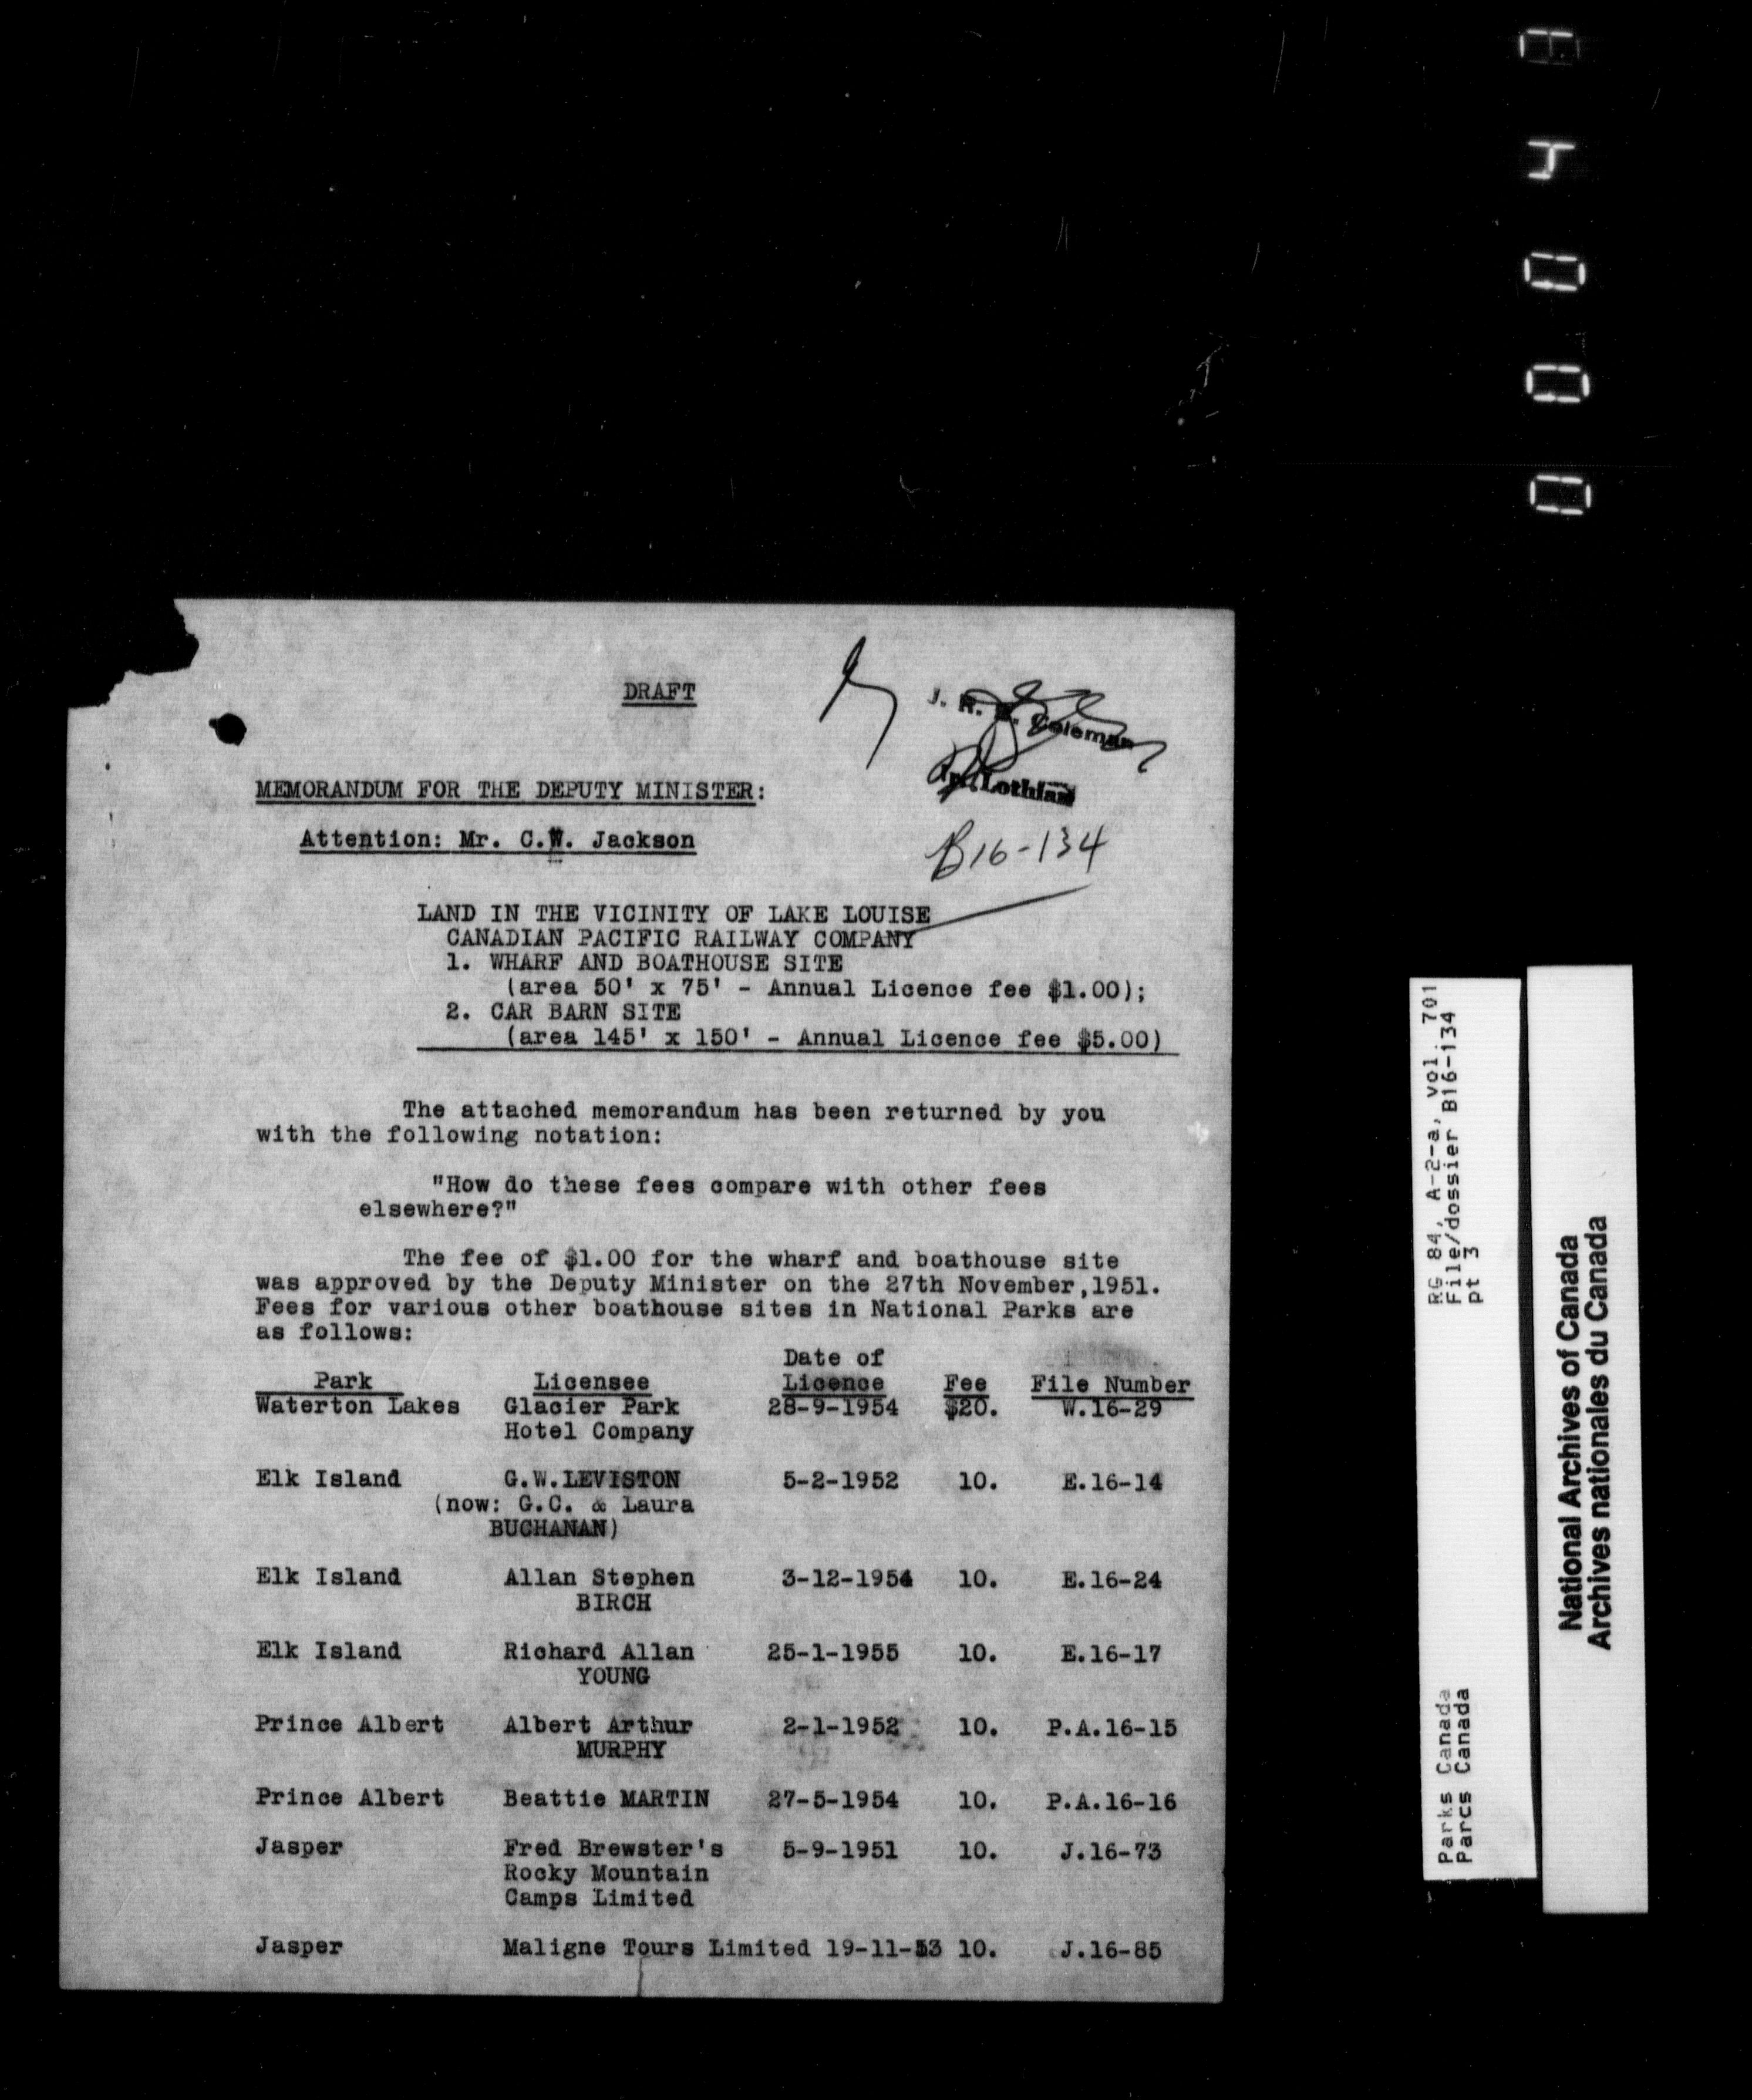 DRAFT
J. R. B. Coleman
Mr. Lothian
B16-134
MEMORANDUM FOR THE DEPUTY MINISTER:
Attention: Mr. C.W. Jackson
LAND IN THE VICINITY OF LAKE LOUISE
CANADIAN PACIFIC RAILWAY COMPANY
1. WHARF AND BOATHOUSE SITE
(area 50' x 75' - Annual Licence fee $1.00);
2. CAR BARN SITE
(area 145' x 150' - Annual Licence fee $5.00)
The attached memorandum has been returned by you
with the following notation:
"How do these fees compare with other fees
elsewhere?"
The fee of $1.00 for the wharf and boathouse site
was approved by the Deputy Minister on the 27th November,1951.
Fees for various other boathouse sites in National Parks are
as follows:
Date of
Park Licensee Licence Fee File Number
Waterton Lakes Glacier Park 28-9-1954 $20. W.16-29
Hotel Company
Elk Island G.W.LEVISTON 5-2-1952 10. E.16-14
(now: G.C. & Laura
BUCHANAN)
Elk Island Allan Stephen 3-12-1954 10. E.16-24
BIRCH
Elk Island Richard Allan 25-1-1955 10. E.16-17
YOUNG
Prince Albert Albert Arthur 2-1-1952 10. P.A.16-15
MURPHY
Prince Albert Beattie MARTIN 27-5-1954 10. P.A.16-16
Jasper Fred Brewster's 5-9-1951 10. J.16-73
Rocky Mountain
Camps Limited
Jasper Maligne Tours Limited 19-11-53 10. J.16-85
RG 84, A-2-a, vol. 701
File/dossier B16-134
pt 3
Parks Canada
Parcs Canada
National Archives of Canada
Archives nationales du Canada